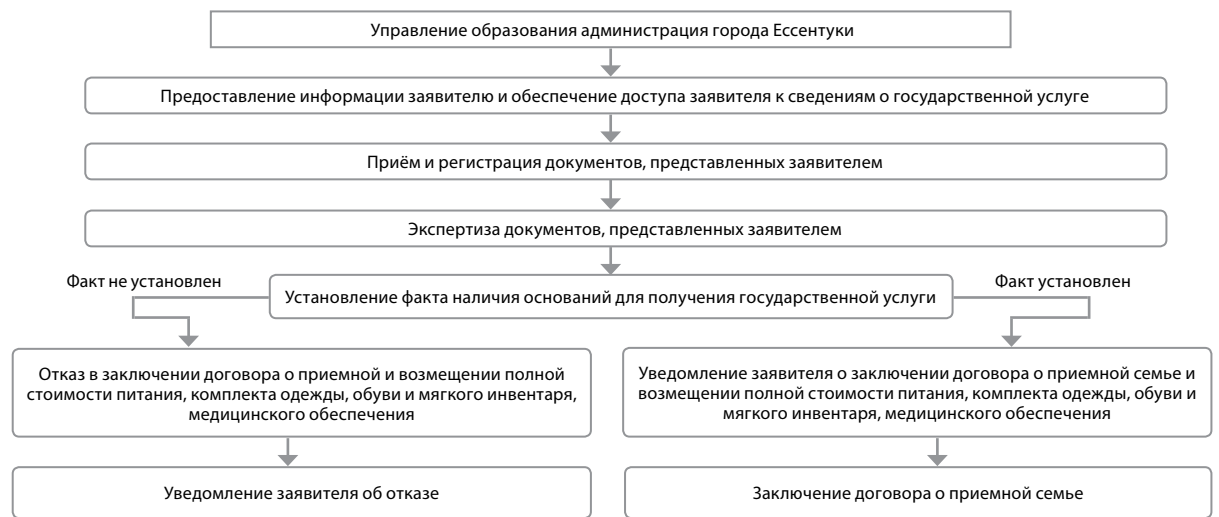 Управление образования администрация города Ессентуки
Предоставление информации заявителю и обеспечение доступа заявителя к сведениям о государственной услуге
Приём и регистрация документов, представленных заявителем
Экспертиза документов, представленных заявителем
Факт не установлен
Установление факта наличия оснований для получения государственной услуги
Факт установлен
Отказ в заключении договора о приемной и возмещении полной
стоимости питания, комплекта одежды, обуви и мягкого инвентаря,
медицинского обеспечения
Уведомление заявителя о заключении договора о приемной семье и
возмещении полной стоимости питания, комплекта одежды, обуви и
мягкого инвентаря, медицинского обеспечения
Уведомление заявителя об отказе
Заключение договора о приемной семье